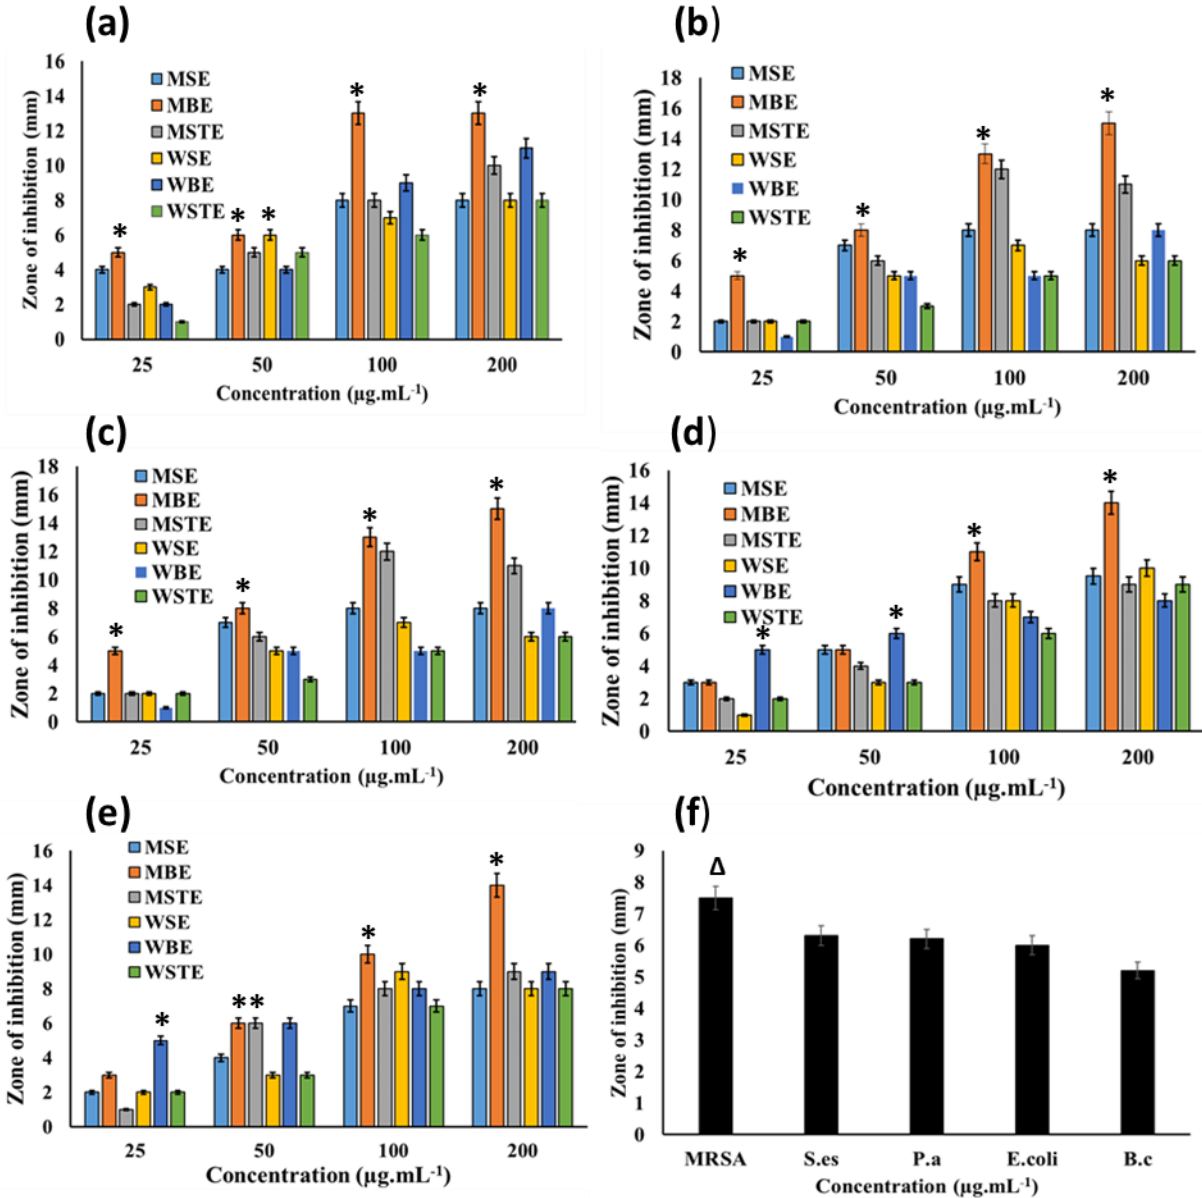 (a)
16
14
12
10
8
6
4
2
0
Zone of inhibition (mm)
MSE
MBE
MSTE
WSE
WBE
WSTE
*
* *
*
*
25 50 100 200
Concentration (µg.mL-1)
(b)
18
16
14
12
10
8
6
4
2
0
Zone of inhibition (mm)
MSE
MBE
MSTE
WSE
WBE
WSTE
*
*
*
*
25 50 100 200
Concentration (µg.mL-1)
(c)
18
16
14
12
10
8
6
4
2
0
Zone of inhibition (mm)
MSE
MBE
MSTE
WSE
WBE
WSTE
*
*
*
*
25 50 100 200
Concentration (µg.mL-1)
(d)
16
14
12
10
8
6
4
2
0
Zone of inhibition (mm)
MSE
MBE
MSTE
WSE
WBE
WSTE
*
*
*
*
25 50 100 200
Concentration (µg.mL-1)
(e)
16
14
12
10
8
6
4
2
0
Zone of inhibition (mm)
MSE
MBE
MSTE
WSE
WBE
WSTE
*
**
*
*
25 50 100 200
Concentration (µg.mL-1)
(f)
9
8
7
6
5
4
3
2
1
0
Zone of inhibition (mm)
Δ
MRSA S.es P.a E.coli B.c
Concentration (µg.mL-1)